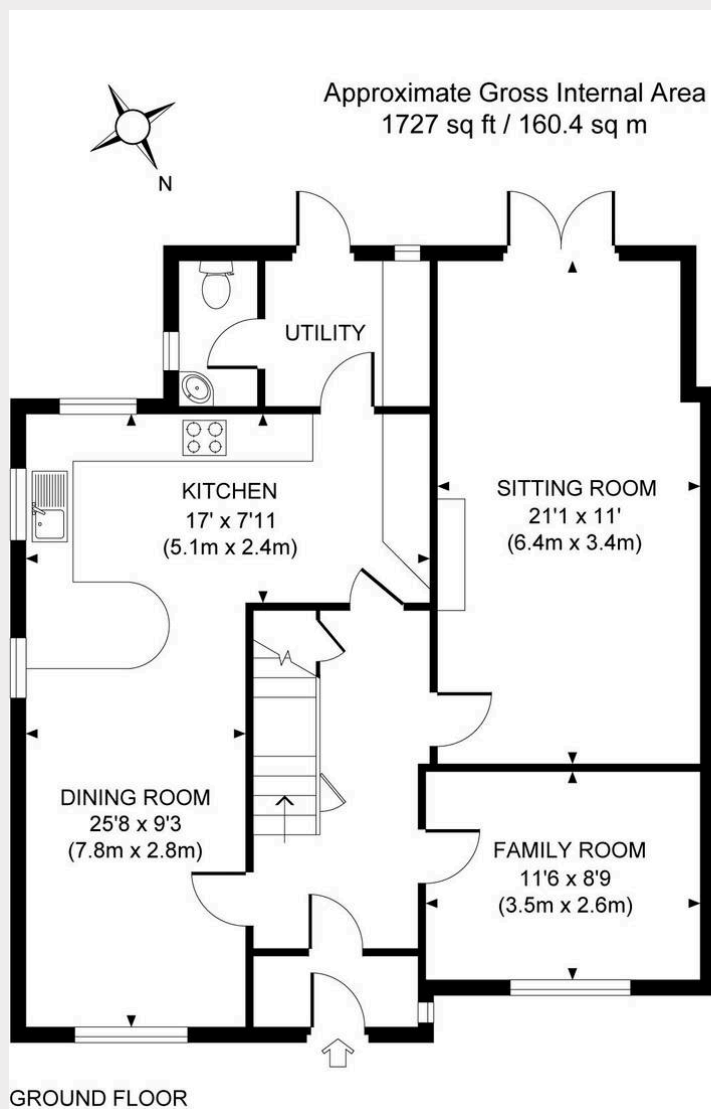 Approximate Gross Internal Area
1727 sq ft / 160.4 sq m
N
UTILITY
KITCHEN
17' x 7'11
(5.1m x 2.4m)
SITTING ROOM
21'1 x 11'
(6.4m x 3.4m)
DINING ROOM
25'8 x 9'3
(7.8m x 2.8m)
FAMILY ROOM
11'6 x 8'9
(3.5m x 2.6m)
GROUND FLOOR